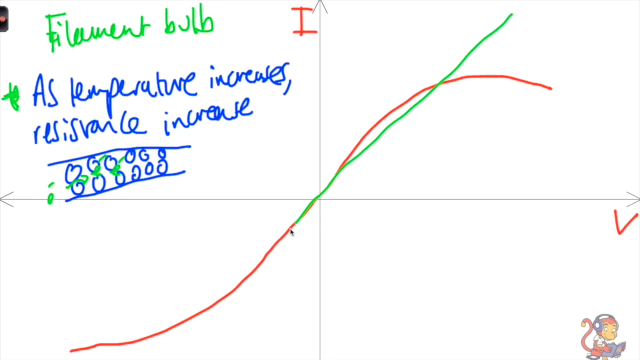 Filament bulb
I
As temperature increases,
resistance increase
V